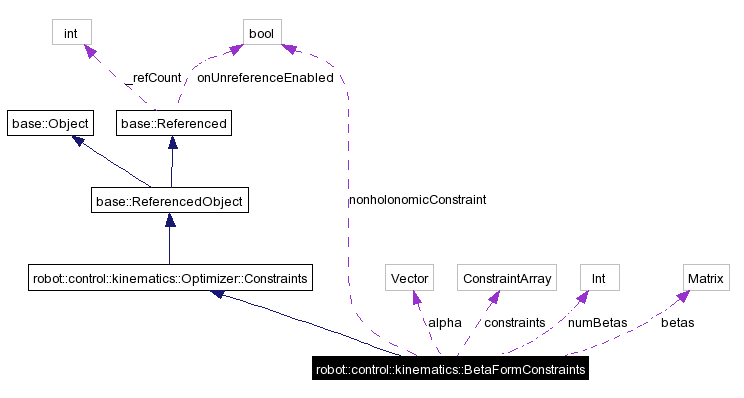 int
bool
_refCount
onUnreferenceEnabled
base::Object
base::Referenced
base::ReferencedObject
nonholonomicConstraint
robot::control::kinematics::Optimizer::Constraints
Vector
ConstraintArray
Int
Matrix
alpha
constraints
numBetas
betas
robot::control::kinematics::BetaFormConstraints